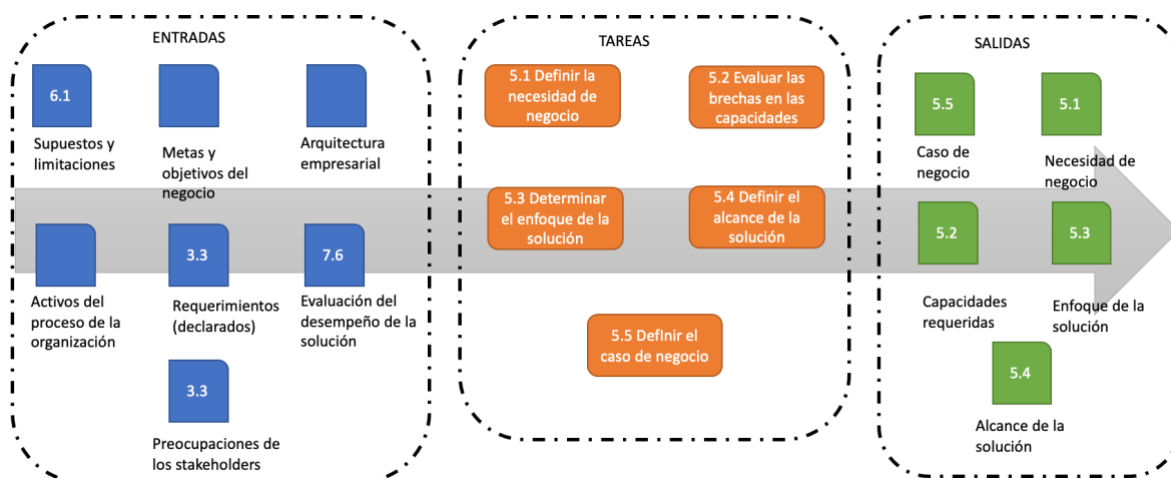 ENTRADAS
6.1
Supuestos y
limitaciones
Metas y
objetivos del
negocio
Arquitectura
empresarial
Activos del
proceso de la
organización
3.3
Requerimientos
(declarados)
7.6
Evaluación del
desempeño de la
solución
3.3
Preocupaciones de
los stakeholders
TAREAS
5.1 Definir la
necesidad de
negocio
5.2 Evaluar las
brechas en las
capacidades
5.3 Determinar
el enfoque de la
solución
5.4 Definir el
alcance de la
solución
5.5 DefInir el
caso de negocio
SALIDAS
5.5
Caso de
negocio
5.1
Necesidad de
negocio
5.2
Capacidades
requeridas
5.3
Enfoque de la
solución
5.4
Alcance de la
solución